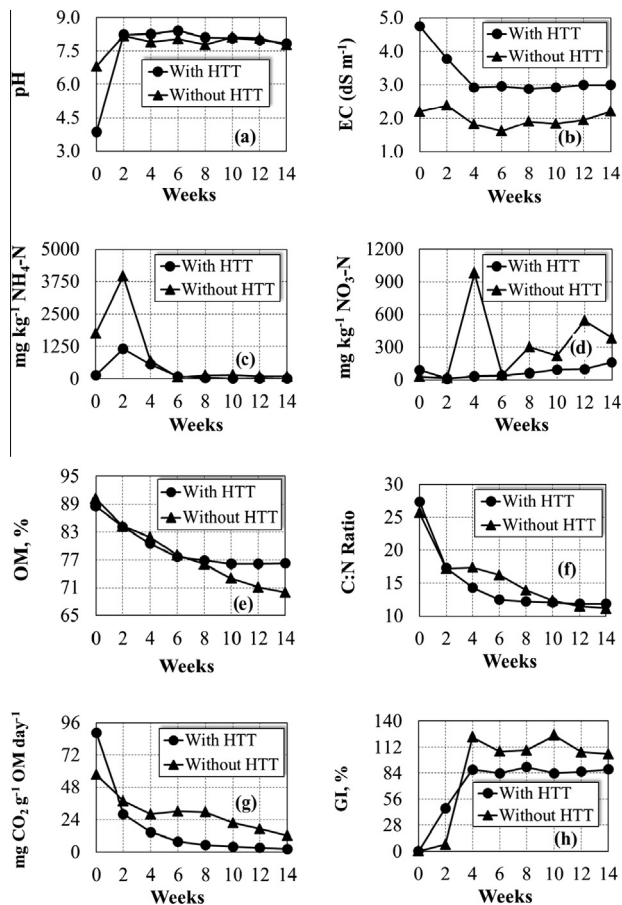 9.0
7.5
6.0
4.5
3.0
pH
With HTT
Without HTT
(a)
0 2 4 6 8 10 12 14
Weeks
5.0
4.0
3.0
2.0
1.0
EC (dS m-1)
With HTT
Without HTT
(b)
0 2 4 6 8 10 12 14
Weeks
5000
3750
2500
1250
0
mg kg-1 NH4-N
With HTT
Without HTT
(c)
0 2 4 6 8 10 12 14
Weeks
1200
900
600
300
0
mg kg-1 NO3-N
With HTT
Without HTT
(d)
0 2 4 6 8 10 12 14
Weeks
95
89
83
77
71
65
OM, %
With HTT
Without HTT
(e)
0 2 4 6 8 10 12 14
Weeks
30
25
20
15
10
C:N Ratio
With HTT
Without HTT
(f)
0 2 4 6 8 10 12 14
Weeks
96
72
48
24
0
mg CO2 g-1 OM day-1
With HTT
Without HTT
(g)
0 2 4 6 8 10 12 14
Weeks
140
112
84
56
28
0
GI, %
With HTT
Without HTT
(h)
0 2 4 6 8 10 12 14
Weeks